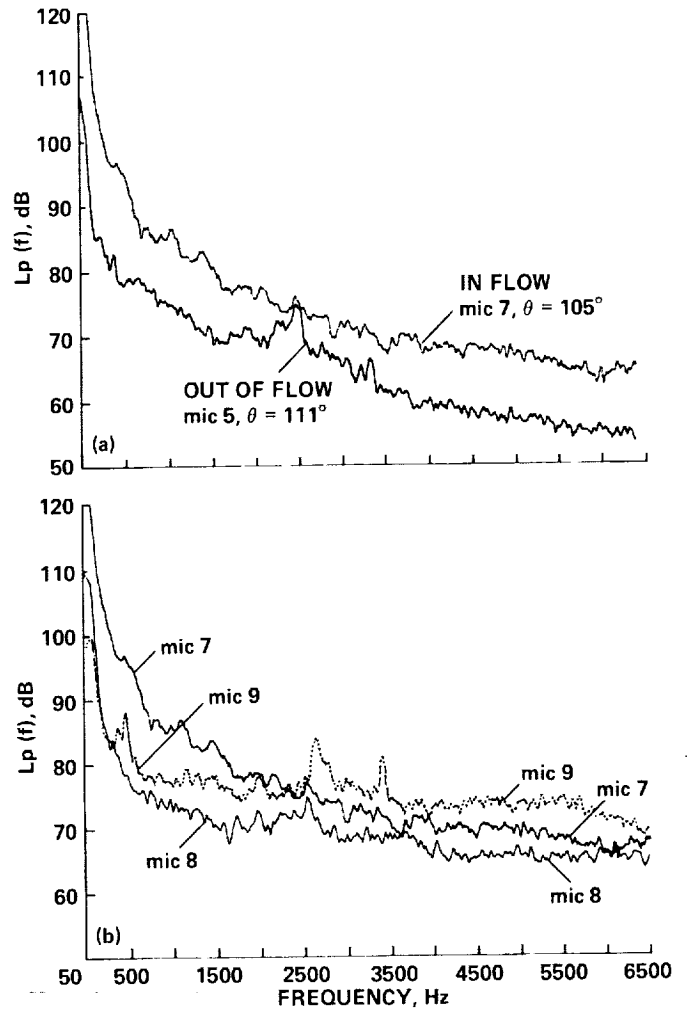 120
110
100
90
80
70
60
50
Lp (f), dB
IN FLOW
mic 7, θ = 105°
OUT OF FLOW
mic 5, θ = 111°
(a)
120
110
100
90
80
70
60
Lp (f), dB
mic 7
mic 9
mic 8
mic 9
mic 7
mic 8
(b)
50 500 1500 2500 3500 4500 5500 6500
FREQUENCY, Hz